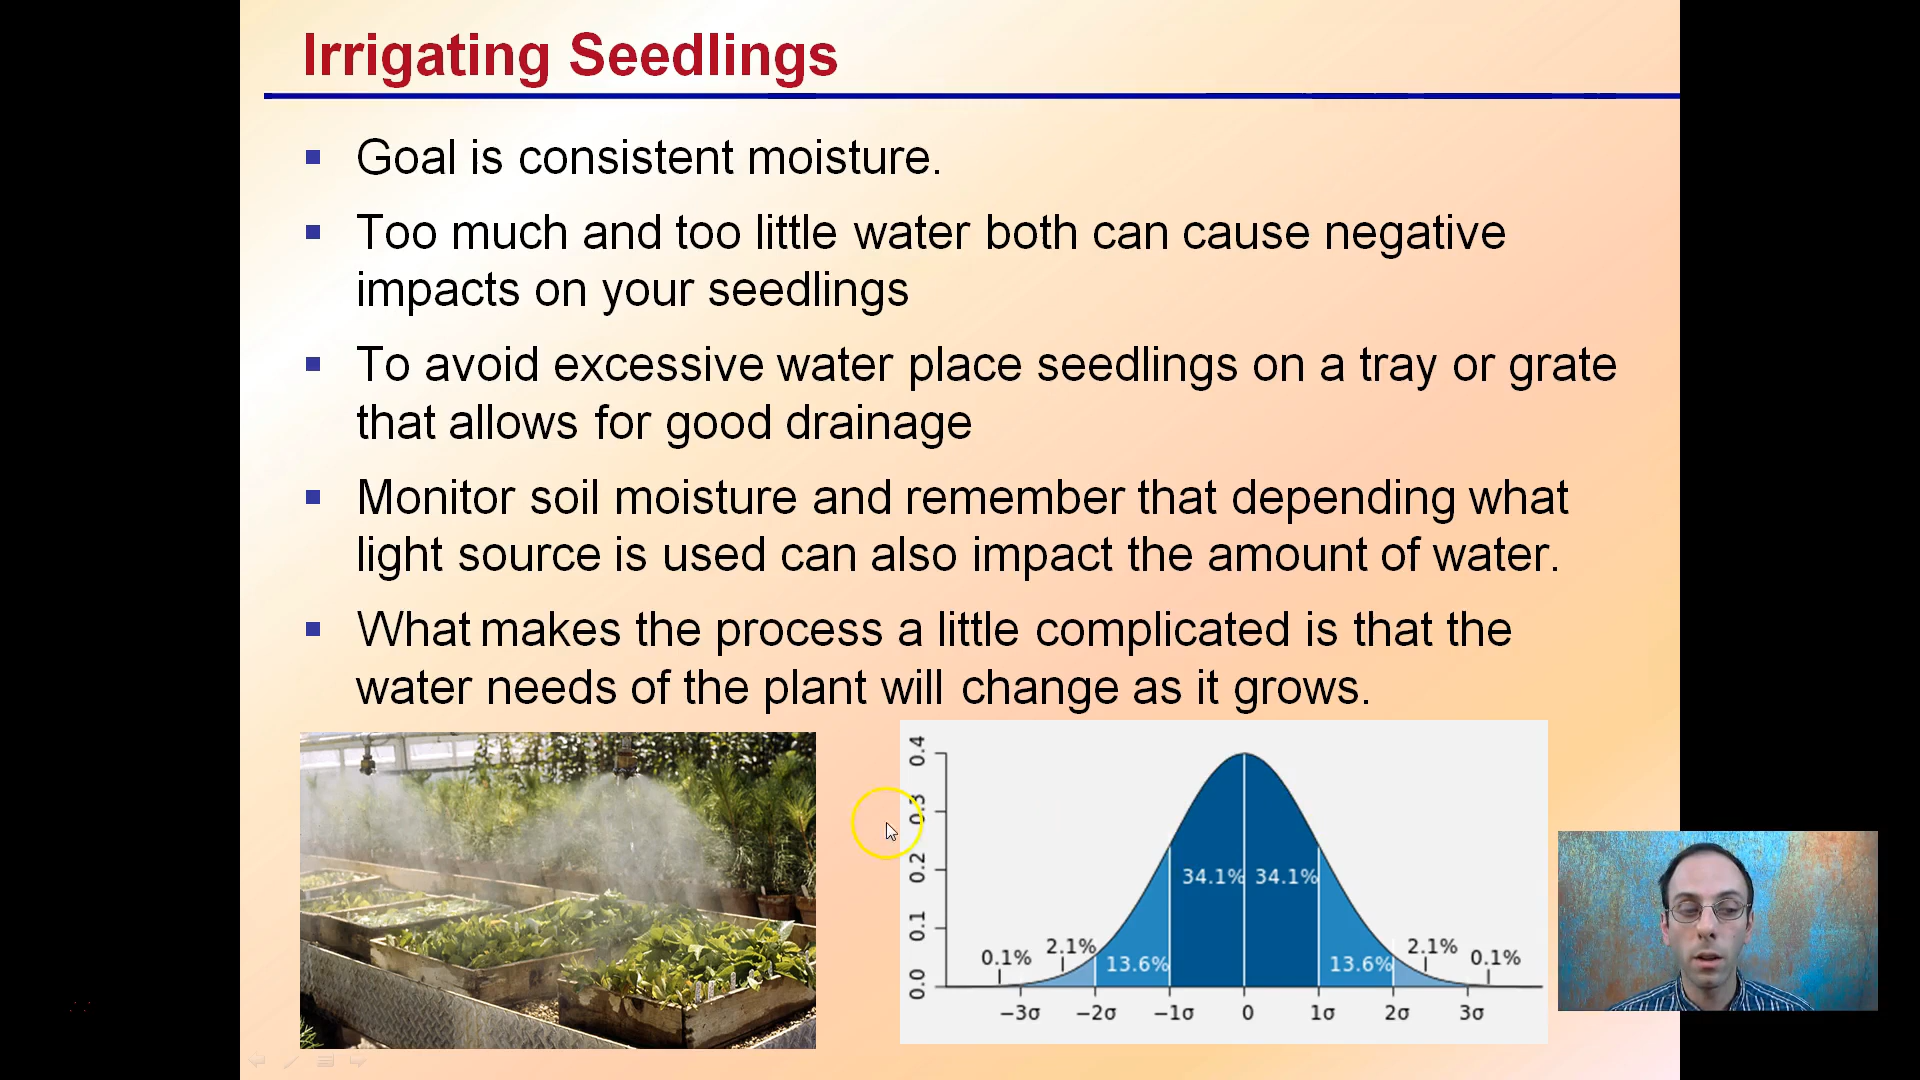 Irrigating Seedlings
Goal is consistent moisture.
Too much and too little water both can cause negative
impacts on your seedlings
To avoid excessive water place seedlings on a tray or grate
that allows for good drainage
Monitor soil moisture and remember that depending what
light source is used can also impact the amount of water.
What makes the process a little complicated is that the
water needs of the plant will change as it grows.
0.4
0.3
0.2
0.1
0.0
34.1% 34.1%
0.1% 2.1% 13.6% 13.6% 2.1% 0.1%
−3σ −2σ −1σ 0 1σ 2σ 3σ